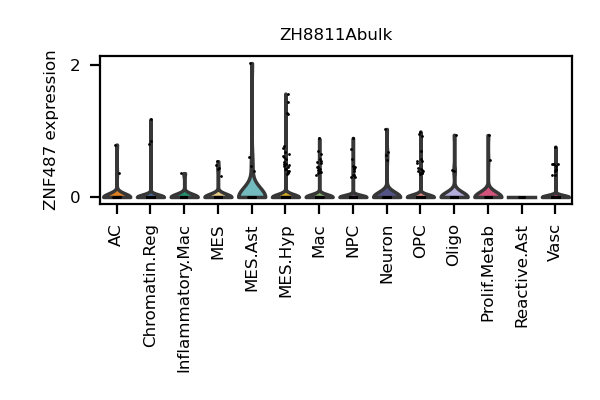 ZH8811Abulk
ZNF487 expression
2
0
AC
Chromatin.Reg
Inflammatory.Mac
MES
MES.Ast
MES.Hyp
Mac
NPC
Neuron
OPC
Oligo
Prolif.Metab
Reactive.Ast
Vasc